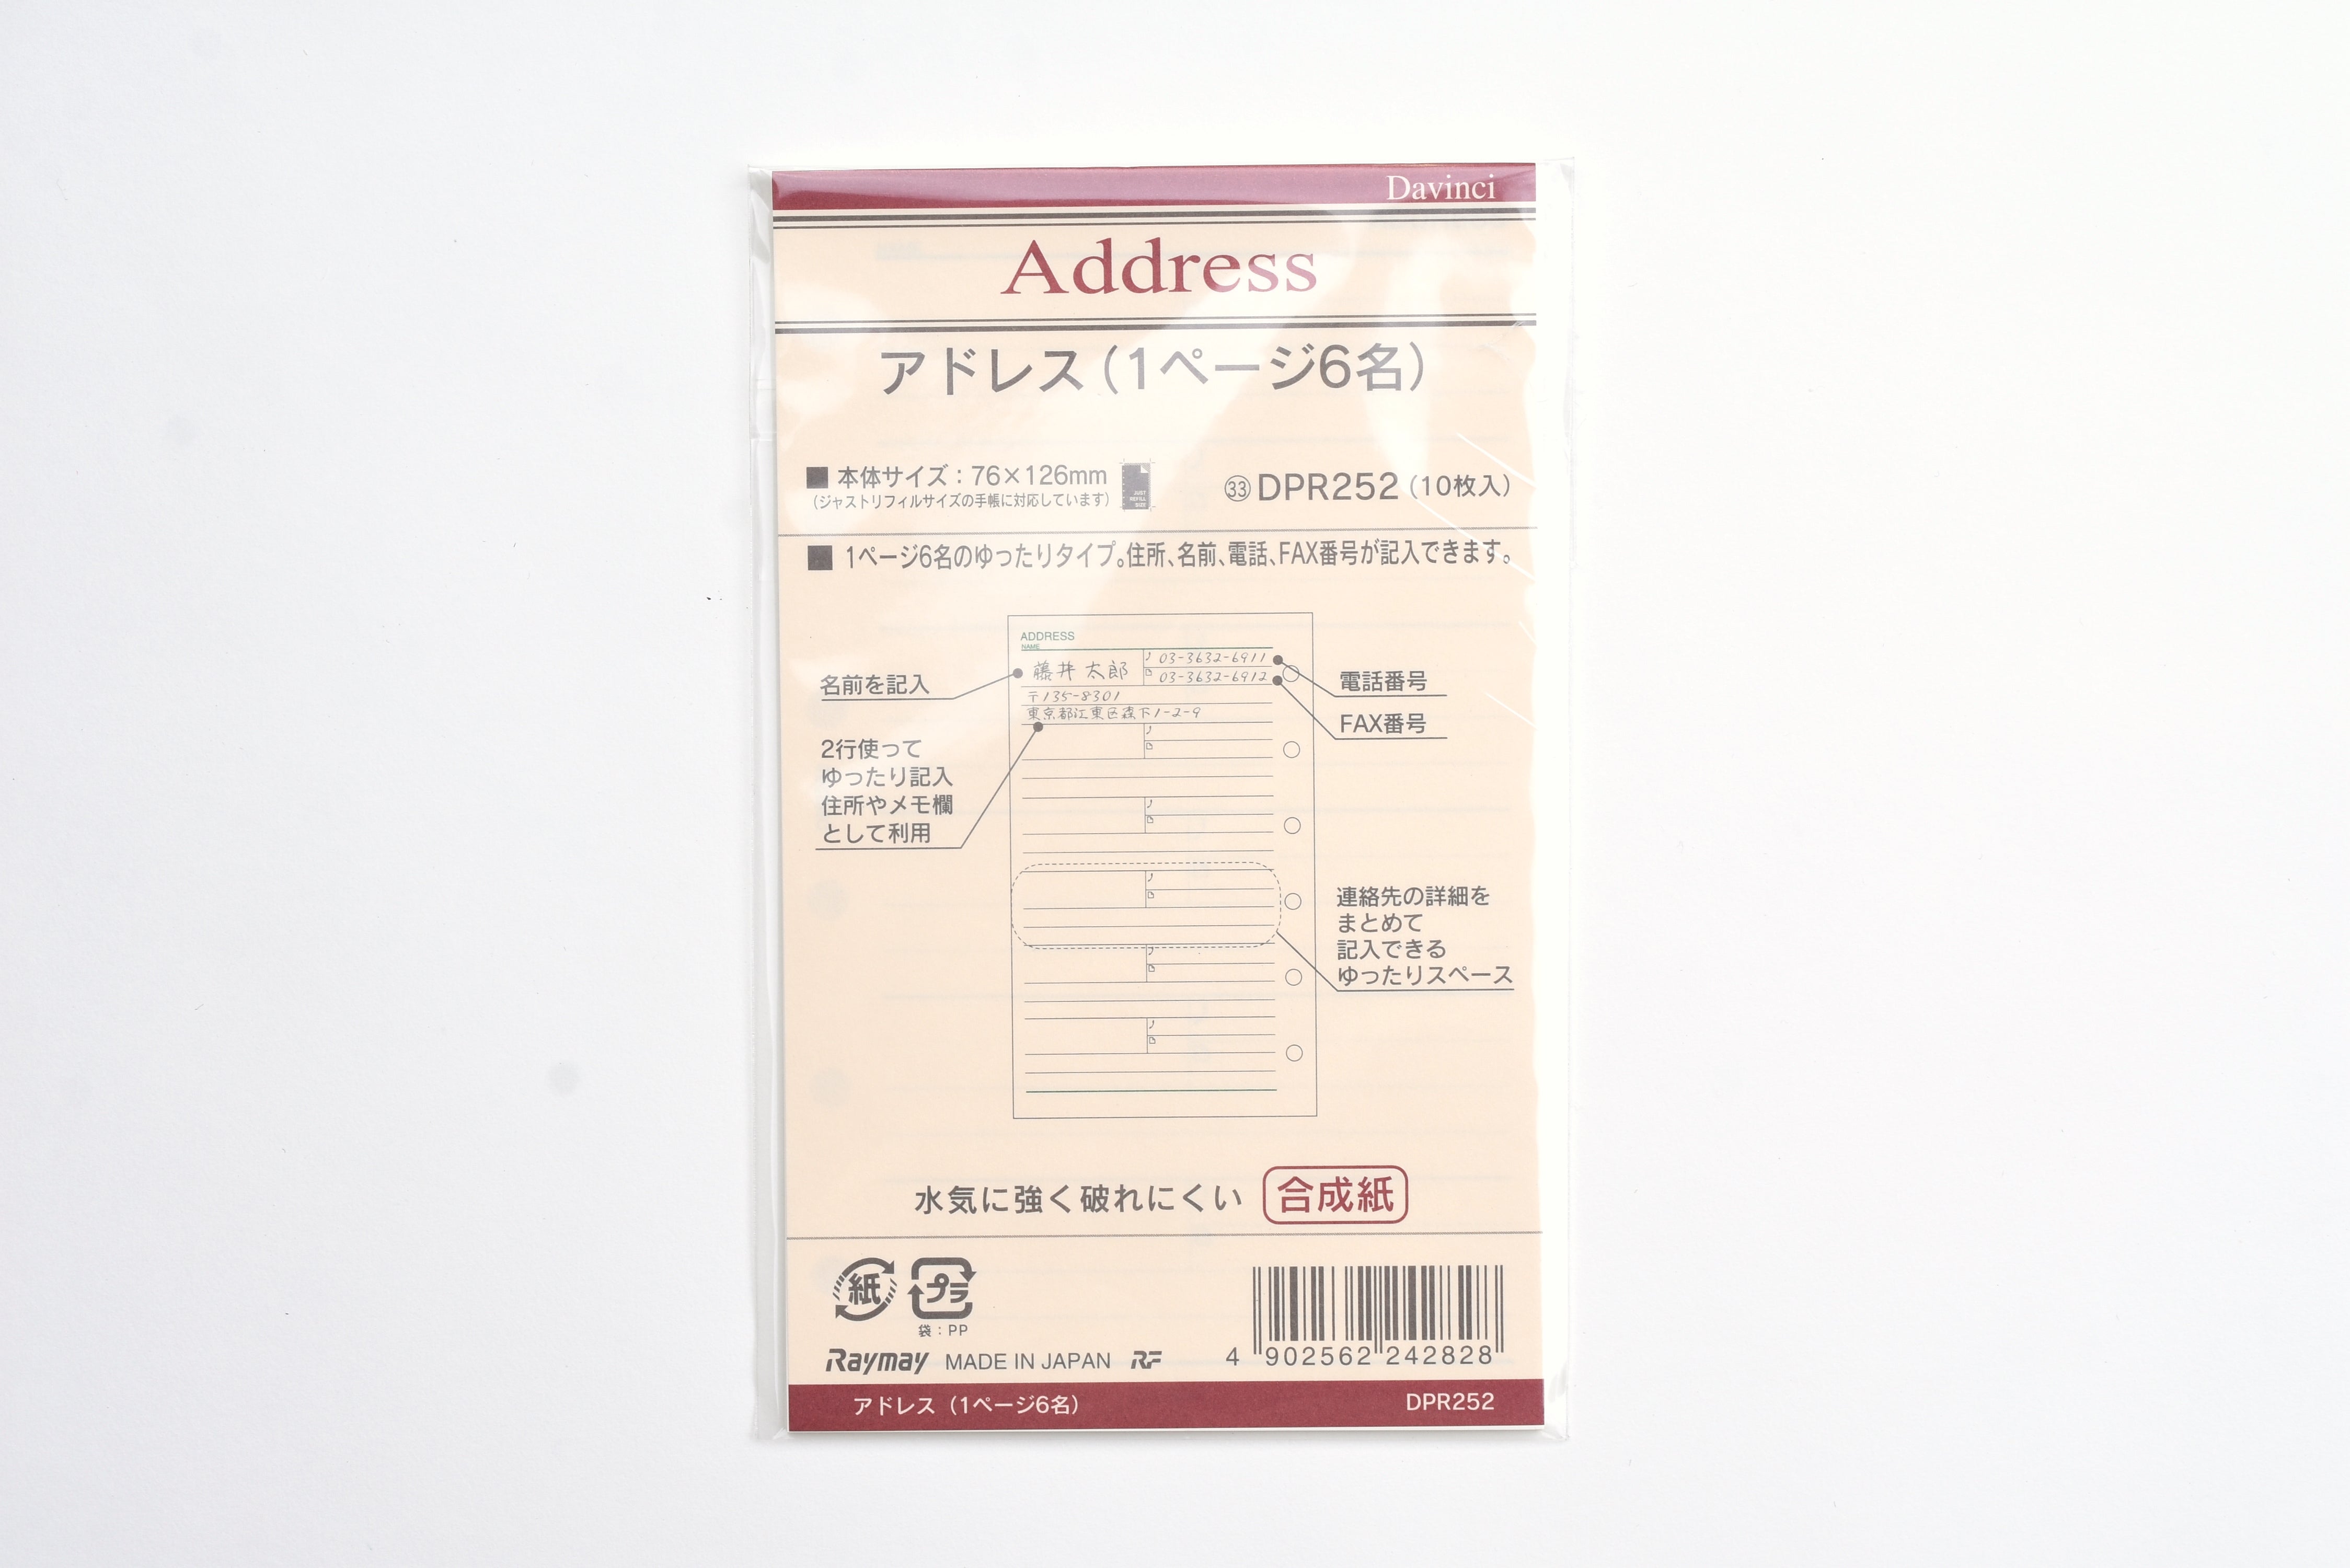 Davinci
Address
アドレス(1ページ6名)
■ 本体サイズ：76×126mm
(ジャストリフィルサイズの手帳に対応しています)
JUST
REFILL
SIZE
㉝DPR252(10枚入)
■ 1ページ6名のゆったりタイプ。住所、名前、電話、FAX番号が記入できます。
ADDRESS
NAME
藤井 太郎
03-3632-6911
03-3632-6912
〒135-8301
東京都江東区森下1-2-9
名前を記入
2行使って
ゆったり記入
住所やメモ欄
として利用
電話番号
FAX番号
連絡先の詳細を
まとめて
記入できる
ゆったりスペース
水気に強く破れにくい 合成紙
紙
プラ
袋：PP
Raymay MADE IN JAPAN RF
4 902562 242828
アドレス（1ページ6名） DPR252